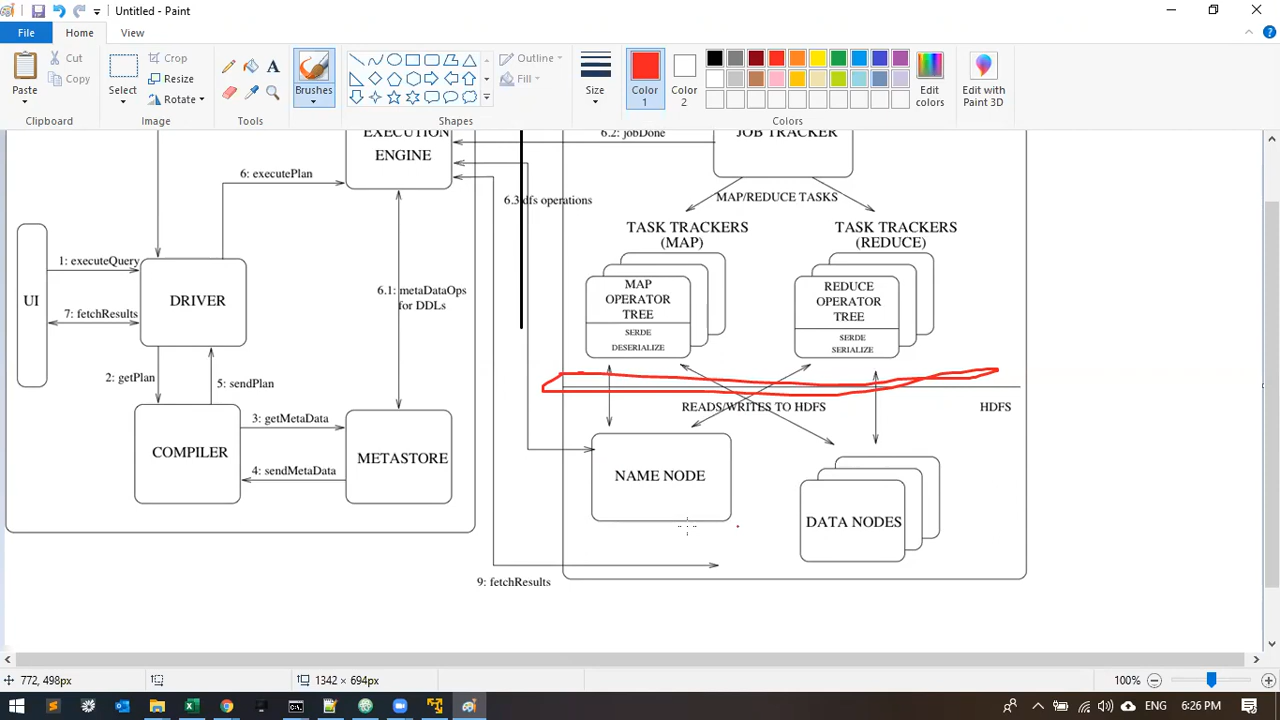 Untitled - Paint
File
Home
View
Paste
Cut
Copy
Clipboard
Select
Crop
Resize
Rotate
Image
Tools
Brushes
Shapes
Outline
Fill
Size
Color
1
Color
2
Edit
colors
Colors
Edit with
Paint 3D
EXECUTION
ENGINE
6.2: jobDone
JOB TRACKER
6: executePlan
6.3 dfs operations
MAP/REDUCE TASKS
TASK TRACKERS
(MAP)
TASK TRACKERS
(REDUCE)
UI
1: executeQuery
7: fetchResults
DRIVER
6.1: metaDataOps
for DDLs
MAP
OPERATOR
TREE
SERDE
DESERIALIZE
REDUCE
OPERATOR
TREE
SERDE
SERIALIZE
2: getPlan
5: sendPlan
READS/WRITES TO HDFS
HDFS
3: getMetaData
COMPILER
METASTORE
4: sendMetaData
NAME NODE
DATA NODES
9: fetchResults
772, 498px
1342 × 694px
100%
ENG
6:26 PM